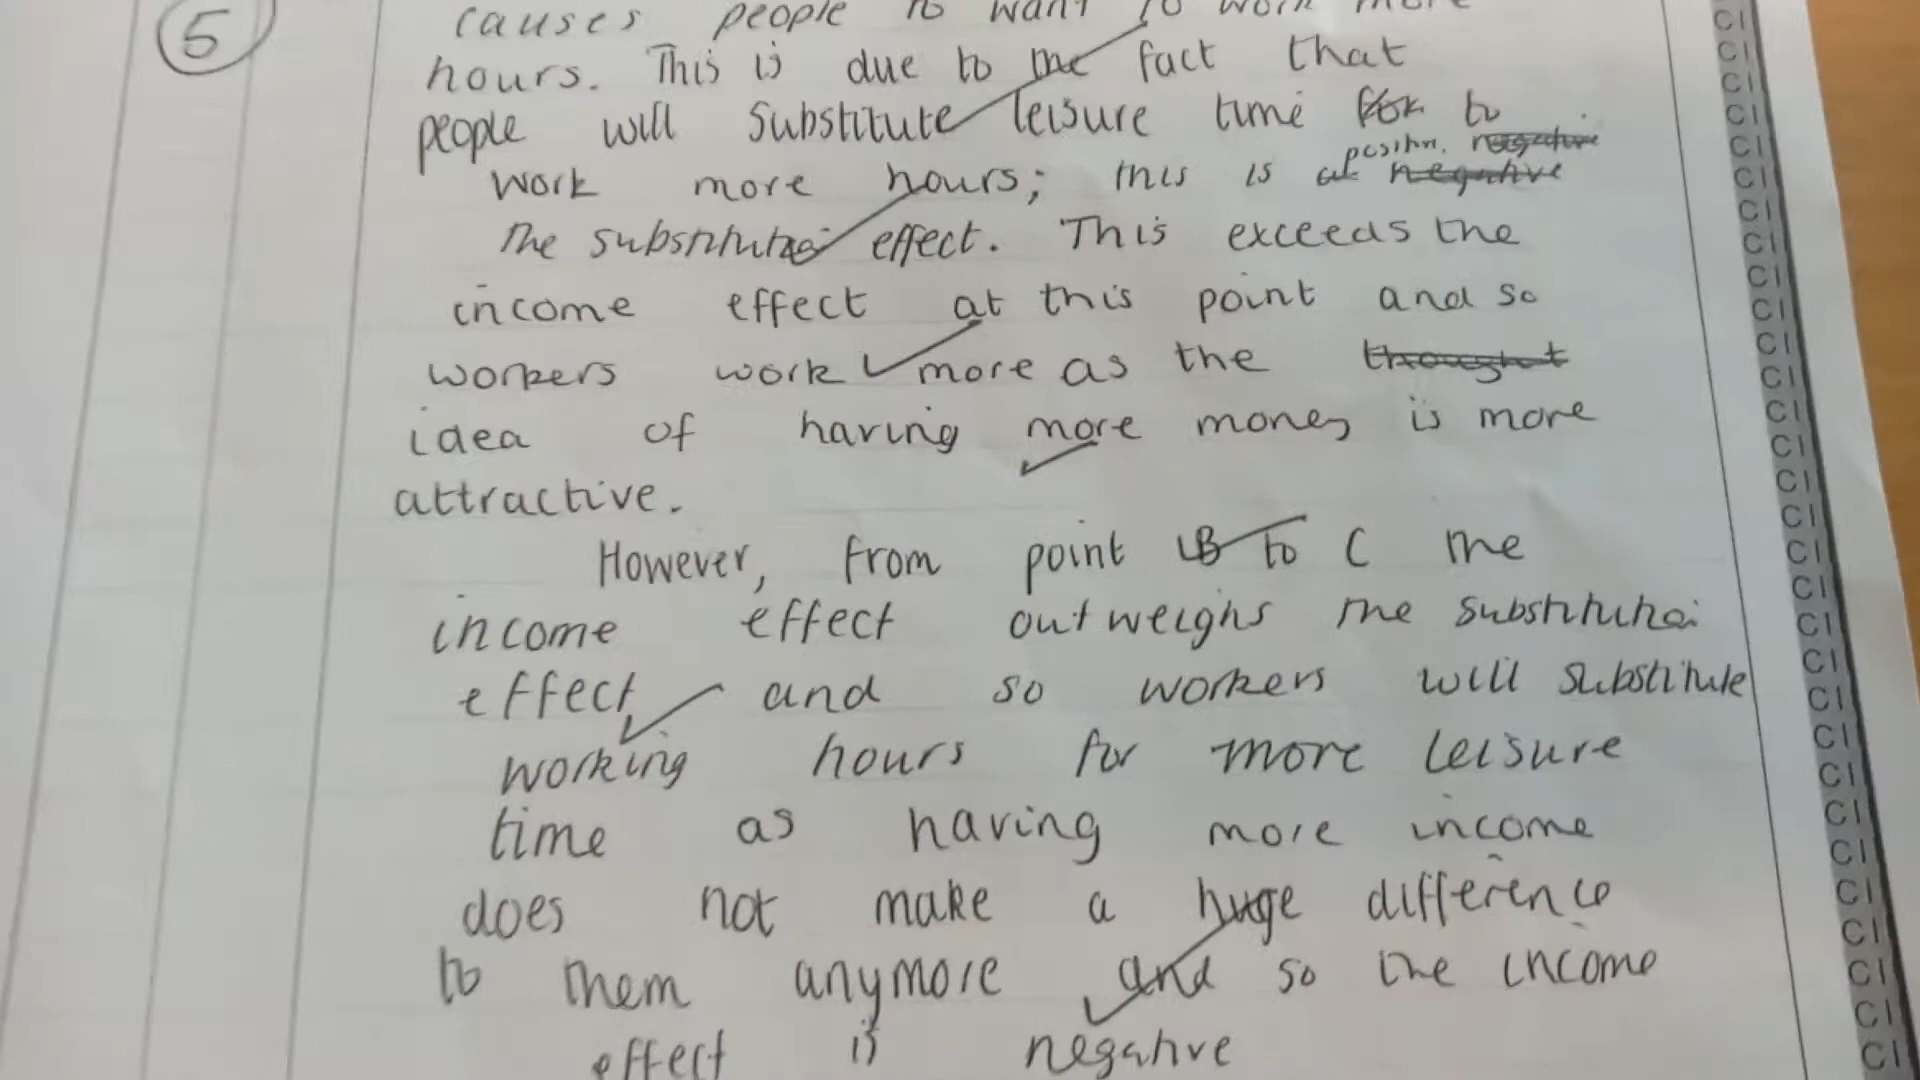 5
causes people to want to work more
hours. This is due to the fact that
people will substitute leisure time to
positiv.
work more hours; this is a negative
the substitution effect. This exceeds the
income effect at this point and so
workers work more as the thought
idea of having more money is more
attractive.
However, from point B to C the
income effect outweighs the substitution
effect and so workers will substitute
working hours for more leisure
time as having more income
does not make a huge difference
to them anymore and so the income
effect is negative